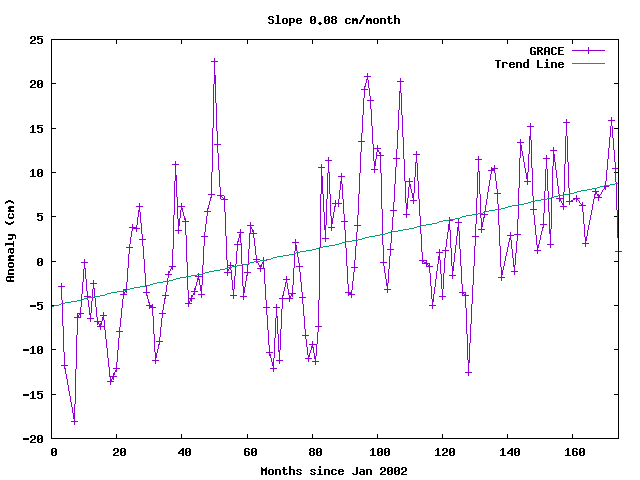 Slope 0.08 cm/month
GRACE
Trend Line
25
20
15
10
5
0
-5
-10
-15
-20
Anomaly (cm)
0 20 40 60 80 100 120 140 160
Months since Jan 2002